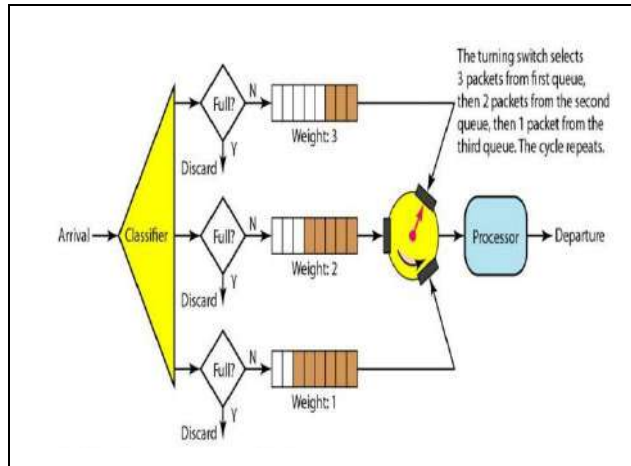 The turning switch selects
3 packets from first queue,
then 2 packets from the second
queue, then 1 packet from the
third queue. The cycle repeats.
Full?
N
Y
Weight: 3
Discard
Arrival
Classifier
Full?
N
Y
Weight: 2
Discard
Processor
Departure
Full?
N
Y
Weight: 1
Discard